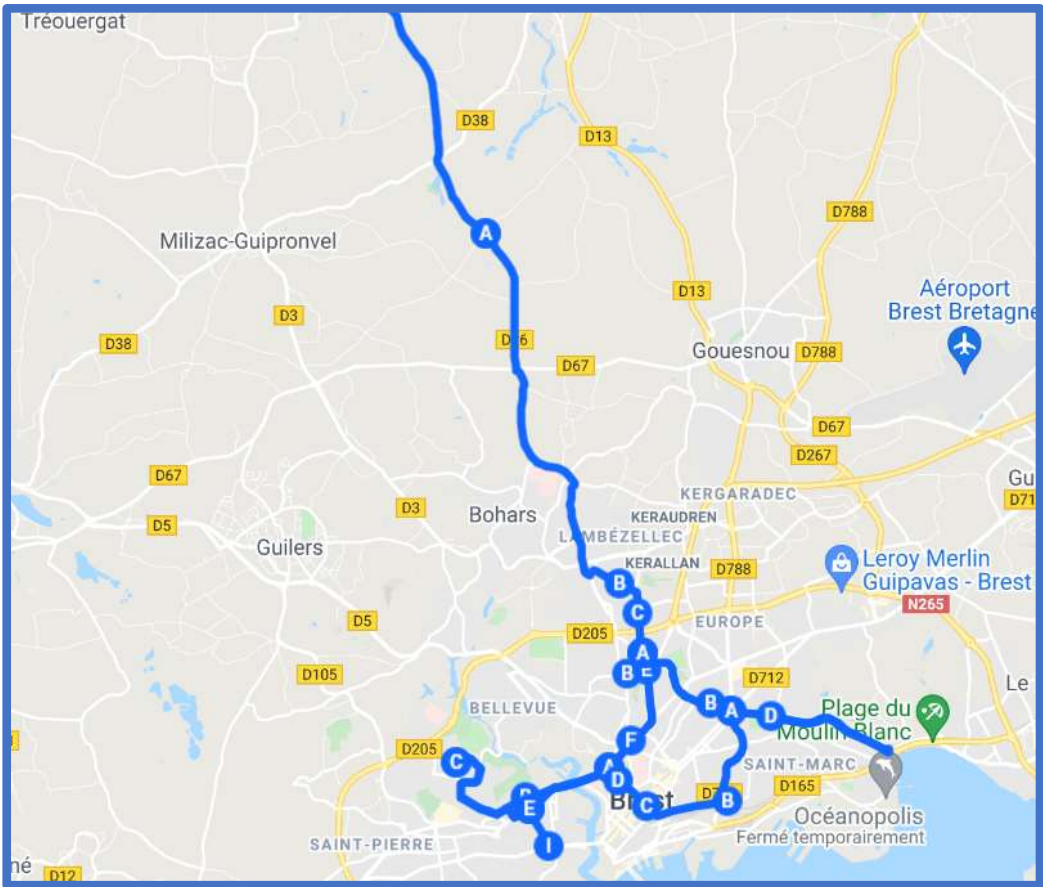 Tréouergat
D38
D13
D788
A
Milizac-Guipronvel
D13
Aéroport
Brest Bretagne
D3
D38
Gouesnou
D788
D67
D67
D267
D67
KERGARADEC
D3
Bohars
KERAUDREN
D5
LAMBÉZELLEC
Guilers
KERALLAN
D788
Leroy Merlin
Guipavas - Brest
B
N265
C
D5
D205
EUROPE
A
D105
B
D712
Le
BELLEVUE
B
A
D
Plage du
Moulin Blanc
D205
F
C
SAINT-MARC
A
D
D165
E
C
Brest
B
Océanopolis
Fermé temporairement
SAINT-PIERRE
I
D12